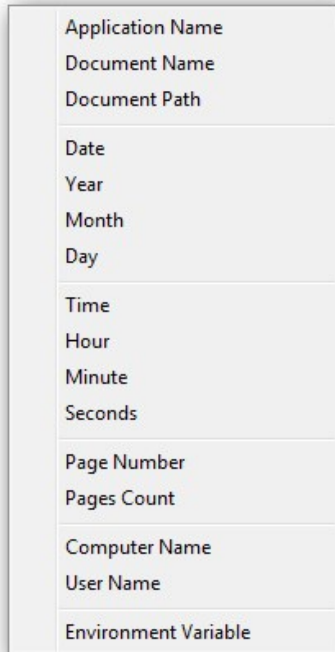 Application Name
Document Name
Document Path
Date
Year
Month
Day
Time
Hour
Minute
Seconds
Page Number
Pages Count
Computer Name
User Name
Environment Variable